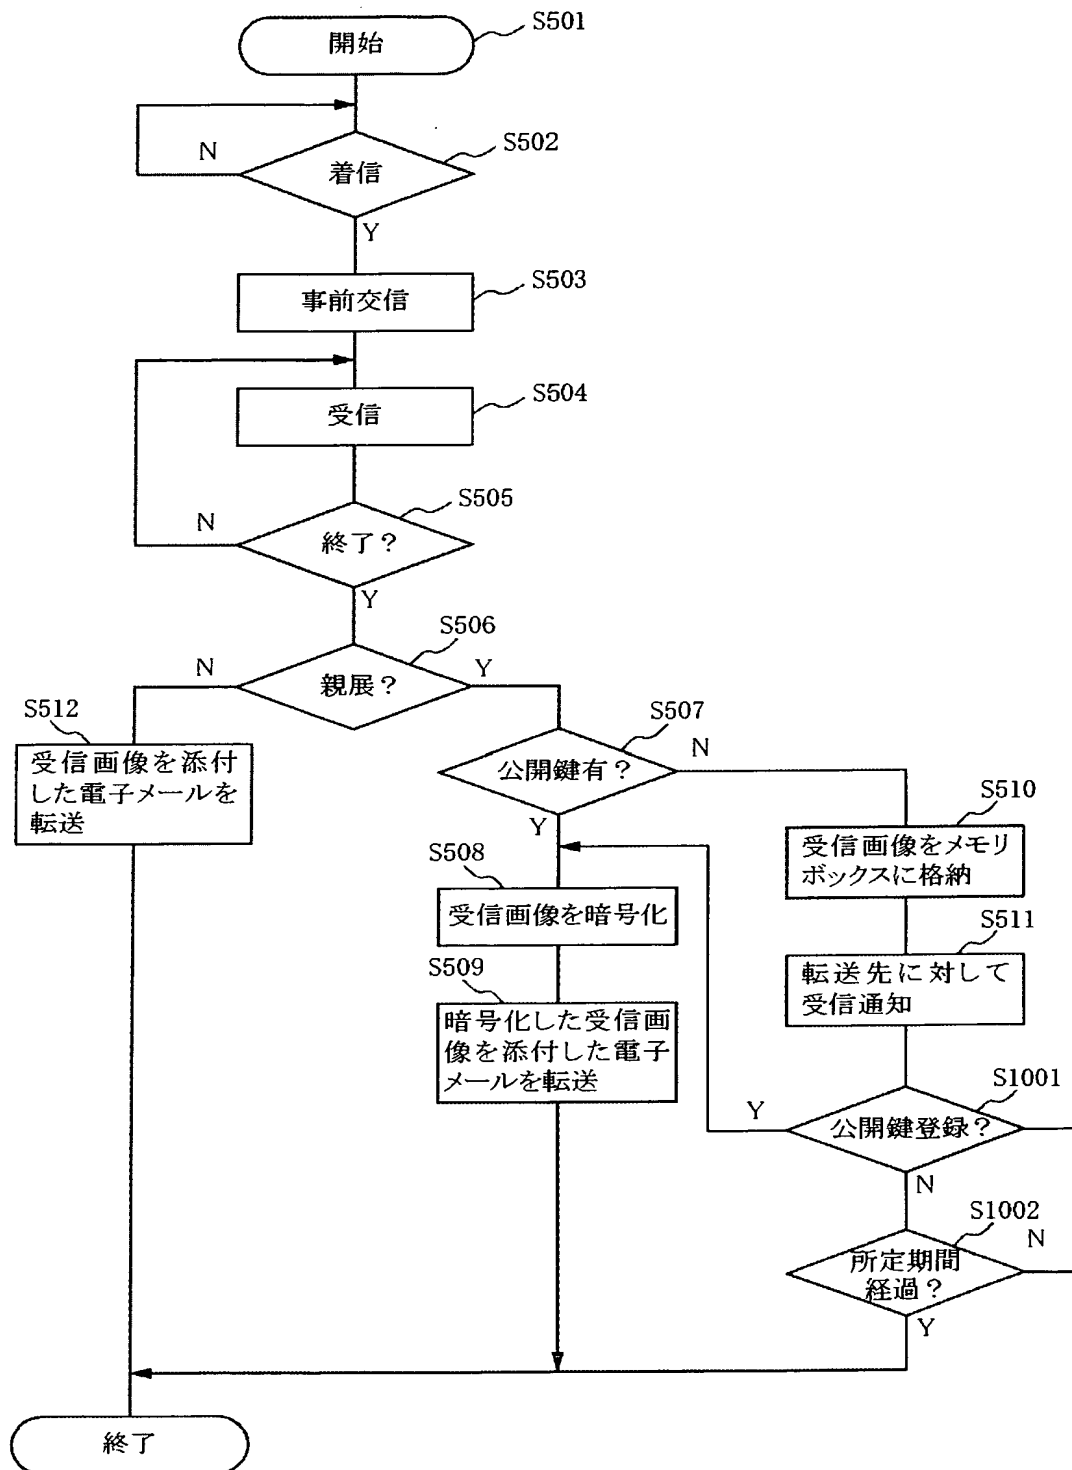 S501
開始
S502
着信
N
Y
S503
事前交信
S504
受信
S505
終了?
N
Y
S506
親展?
N
Y
S512
受信画像を添付
した電子メールを
転送
S507
公開鍵有?
N
Y
S508
受信画像を暗号化
S509
暗号化した受信画
像を添付した電子
メールを転送
S510
受信画像をメモリ
ボックスに格納
S511
転送先に対して
受信通知
S1001
公開鍵登録?
Y
N
S1002
所定期間
経過?
N
Y
終了